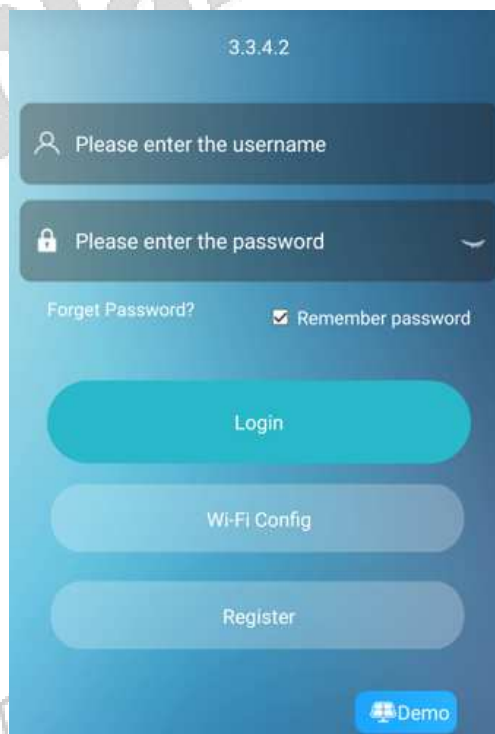 3.3.4.2
Please enter the username
Please enter the password
Forget Password?
Remember password
Login
Wi-Fi Config
Register
Demo